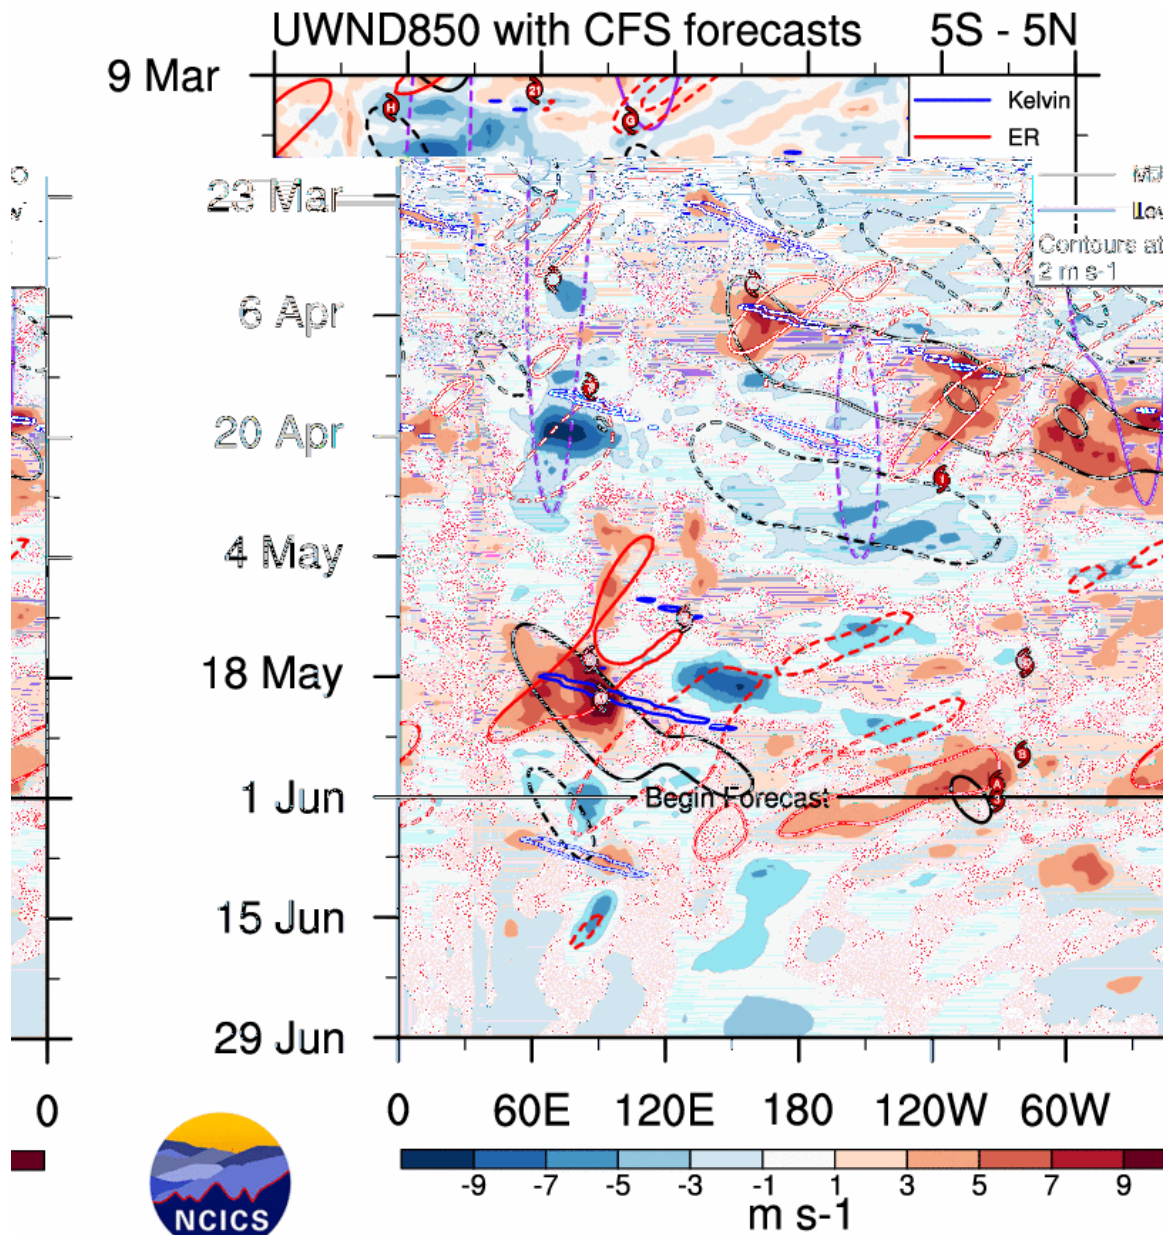 UWND850 with CFS forecasts 5S - 5N
9 Mar
Kelvin
ER
23 Mar
Contours at
2 m s-1
6 Apr
20 Apr
4 May
18 May
1 Jun
Begin Forecast
15 Jun
29 Jun
0 0 60E 120E 180 120W 60W
-9 -7 -5 -3 -1 1 3 5 7 9
m s-1
NCICS